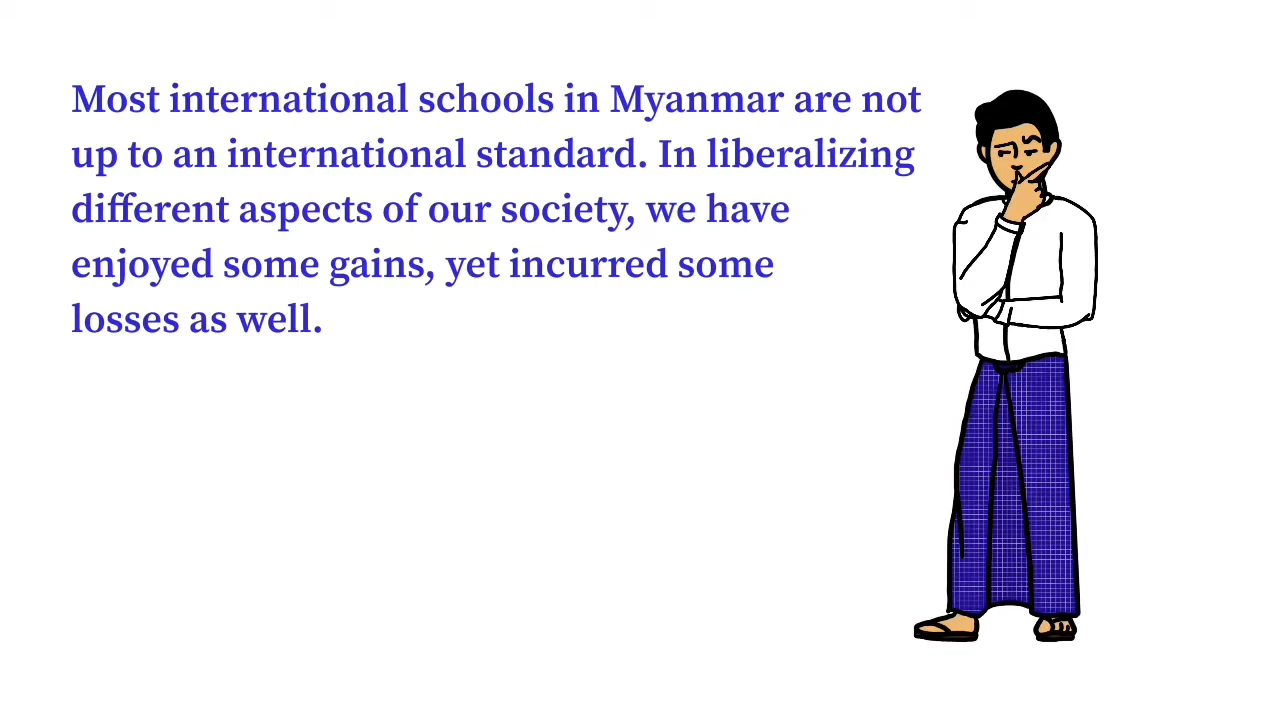 Most international schools in Myanmar are not
up to an international standard. In liberalizing
different aspects of our society, we have
enjoyed some gains, yet incurred some
losses as well.